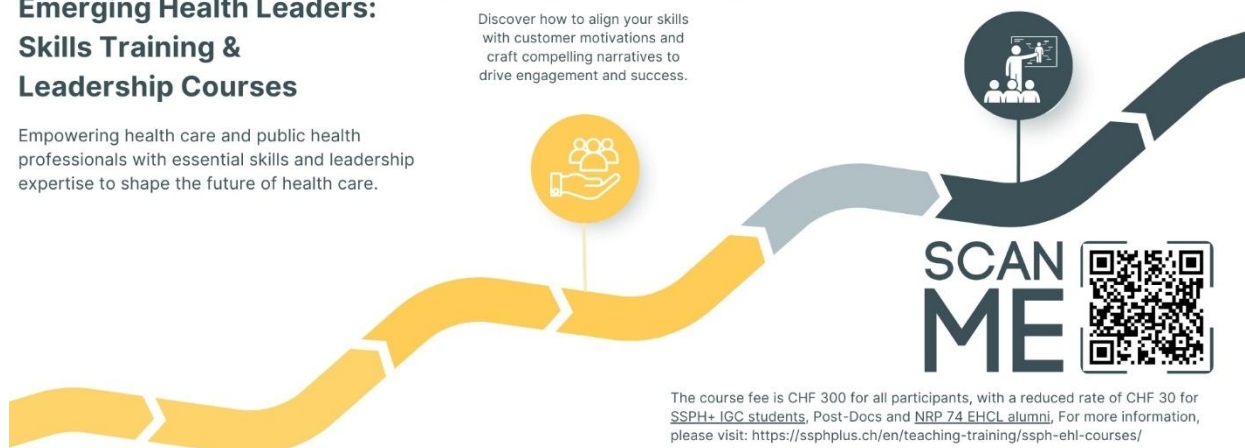 Emerging Health Leaders:
Skills Training &
Leadership Courses
Empowering health care and public health
professionals with essential skills and leadership
expertise to shape the future of health care.
Discover how to align your skills
with customer motivations and
craft compelling narratives to
drive engagement and success.
SCAN
ME
The course fee is CHF 300 for all participants, with a reduced rate of CHF 30 for
SSPH+ IGC students, Post-Docs and NRP 74 EHCL alumni, For more information,
please visit: https://ssphplus.ch/en/teaching-training/ssph-ehl-courses/